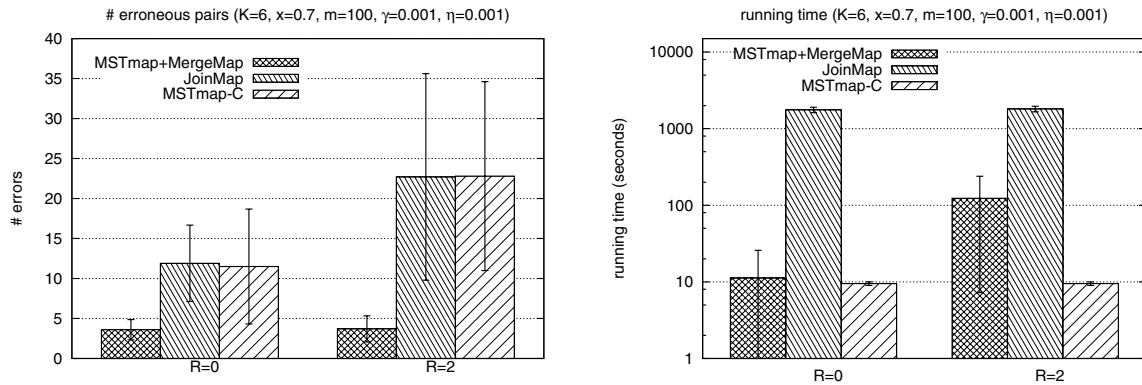 # erroneous pairs (K=6, x=0.7, m=100, γ=0.001, η=0.001)
40
35
30
25
20
15
10
5
0
# errors
MSTmap+MergeMap
JoinMap
MSTmap-C
R=0
R=2
running time (K=6, x=0.7, m=100, γ=0.001, η=0.001)
10000
1000
100
10
1
running time (seconds)
MSTmap+MergeMap
JoinMap
MSTmap-C
R=0
R=2